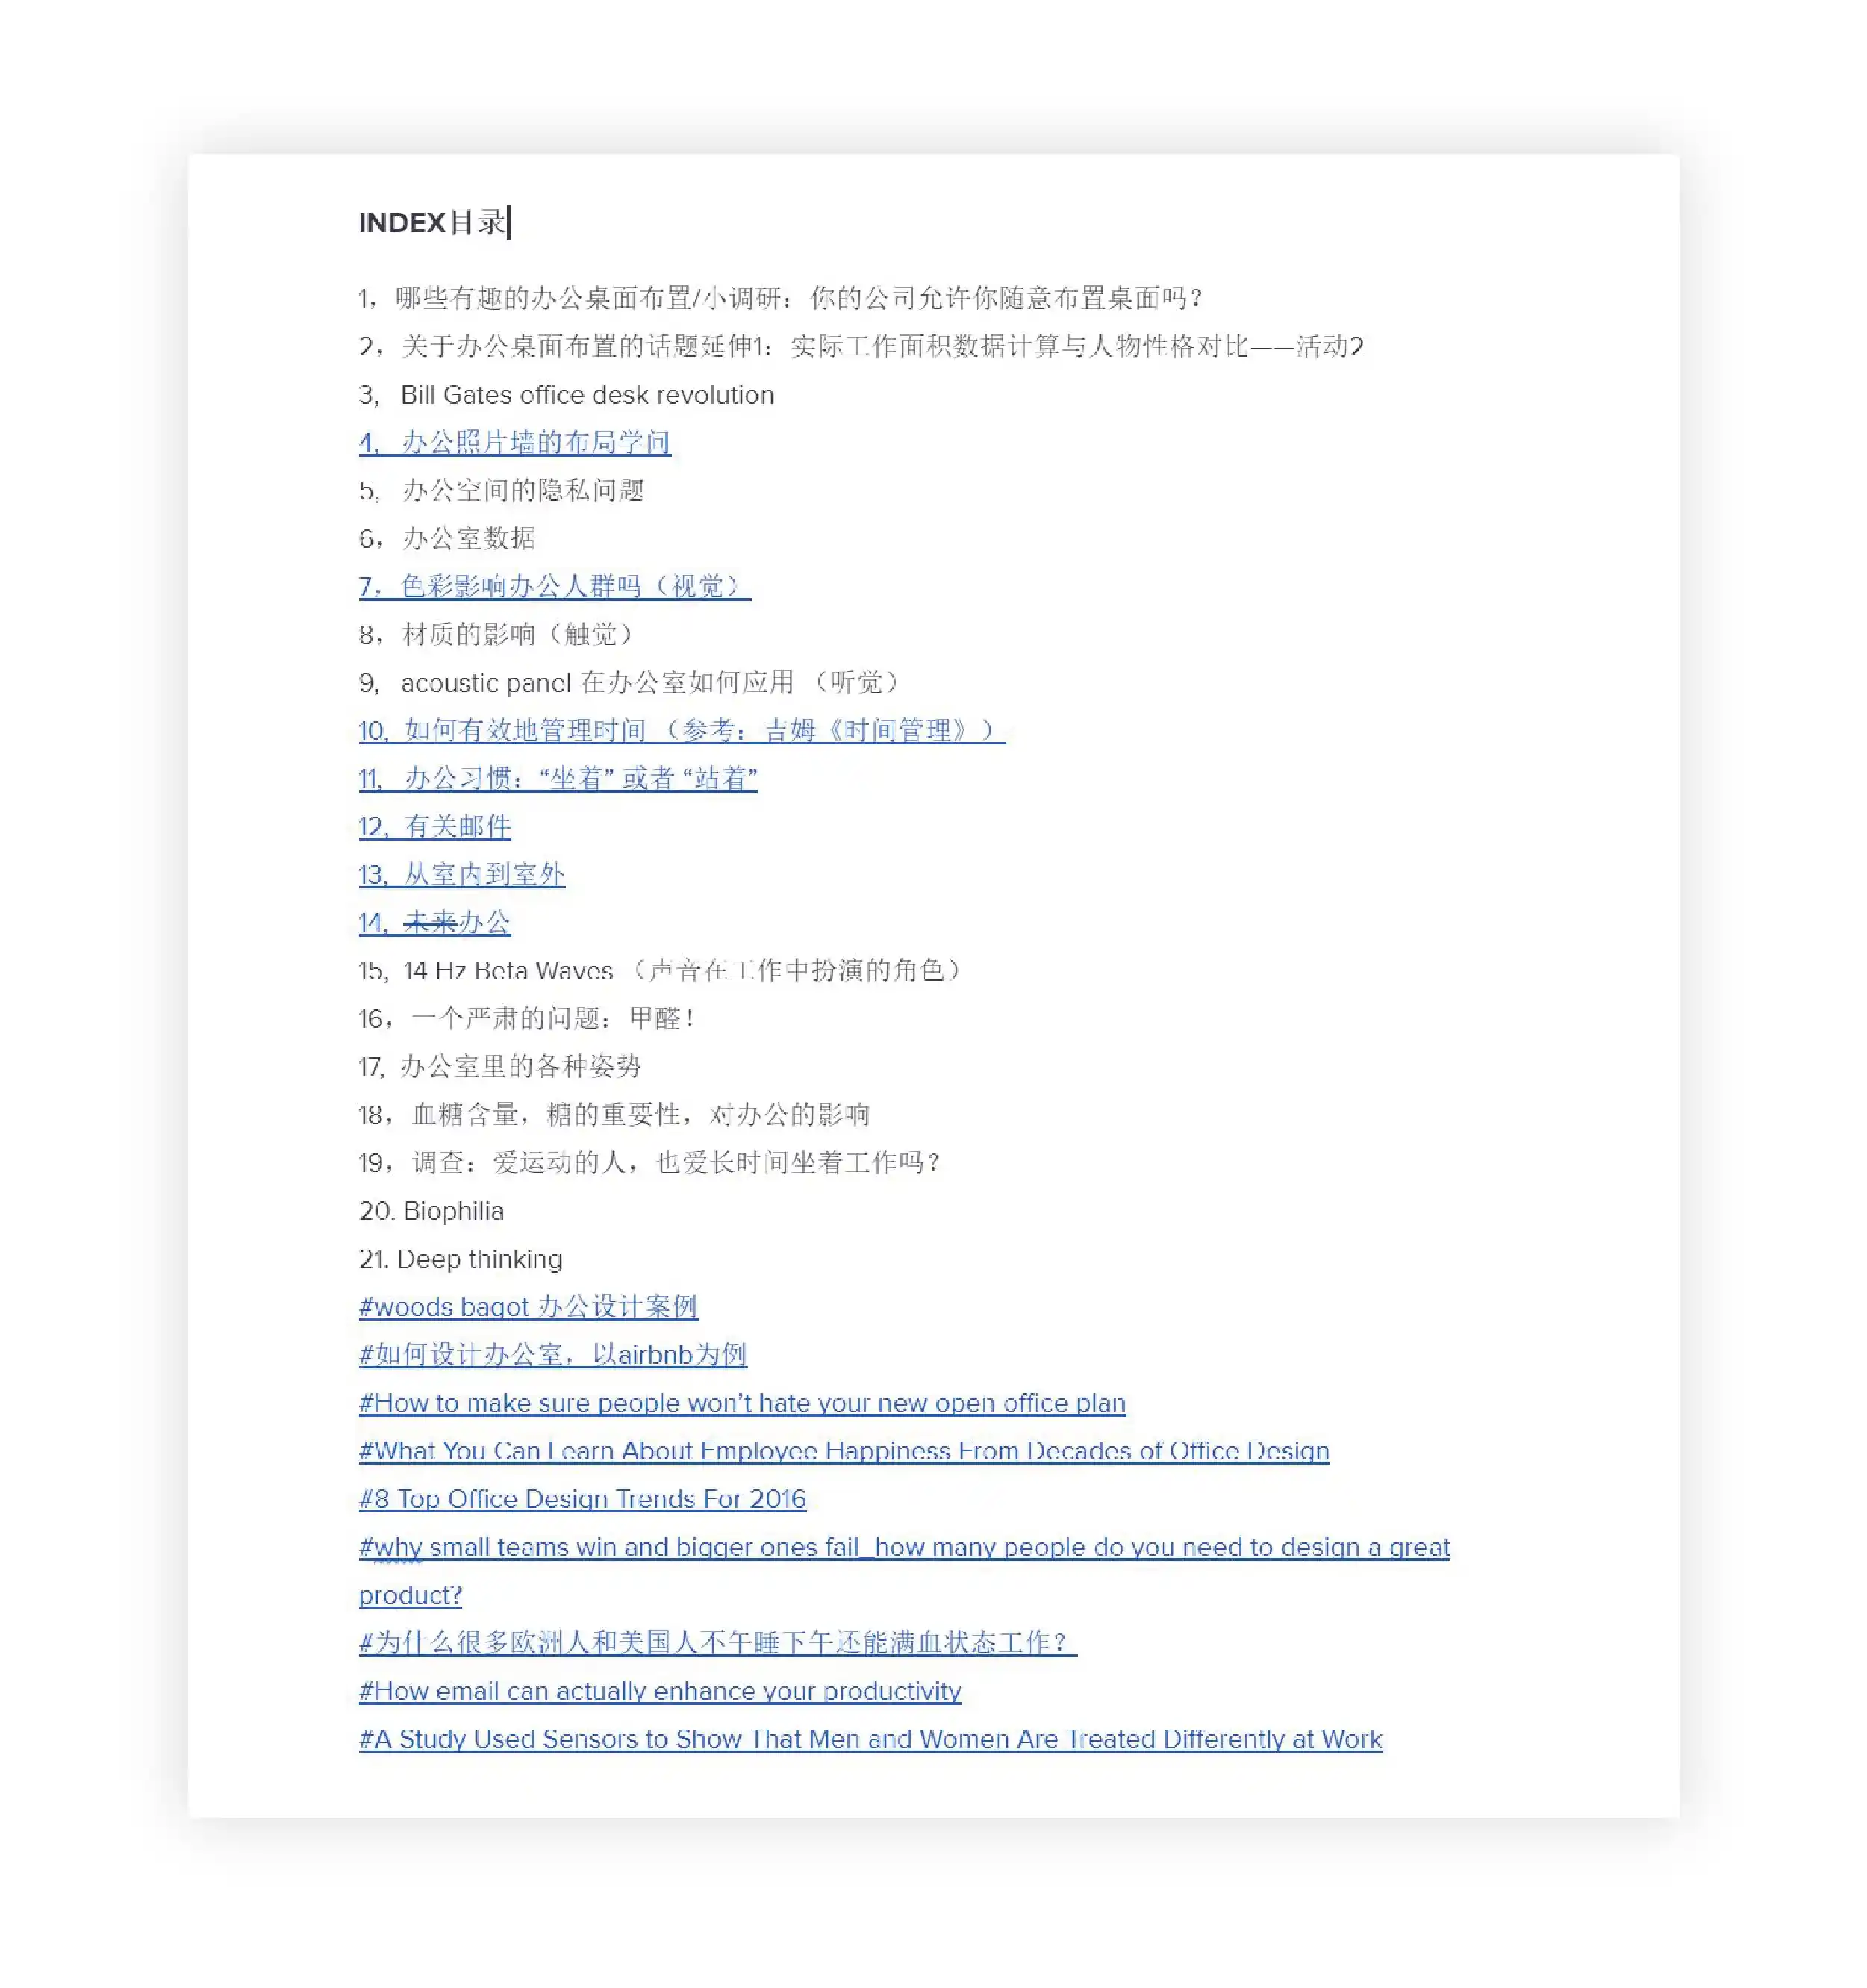 INDEX目录
1，哪些有趣的办公桌面布置/小调研：你的公司允许你随意布置桌面吗？
2，关于办公桌面布置的话题延伸1：实际工作面积数据计算与人物性格对比——活动2
3,   Bill Gates office desk revolution
4,   办公照片墙的布局学问
5,   办公空间的隐私问题
6，办公室数据
7，色彩影响办公人群吗（视觉）
8，材质的影响（触觉）
9,   acoustic panel 在办公室如何应用 （听觉）
10,  如何有效地管理时间 （参考：吉姆《时间管理》）
11,   办公习惯：“坐着” 或者 “站着”
12,  有关邮件
13,  从室内到室外
14,  未来办公
15,  14 Hz Beta Waves （声音在工作中扮演的角色）
16，一个严肃的问题：甲醛！
17,  办公室里的各种姿势
18，血糖含量，糖的重要性，对办公的影响
19，调查：爱运动的人，也爱长时间坐着工作吗？
20. Biophilia
21. Deep thinking
#woods bagot 办公设计案例
#如何设计办公室，以airbnb为例
#How to make sure people won’t hate your new open office plan
#What You Can Learn About Employee Happiness From Decades of Office Design
#8 Top Office Design Trends For 2016
#why small teams win and bigger ones fail_how many people do you need to design a great
product?
#为什么很多欧洲人和美国人不午睡下午还能满血状态工作？
#How email can actually enhance your productivity
#A Study Used Sensors to Show That Men and Women Are Treated Differently at Work